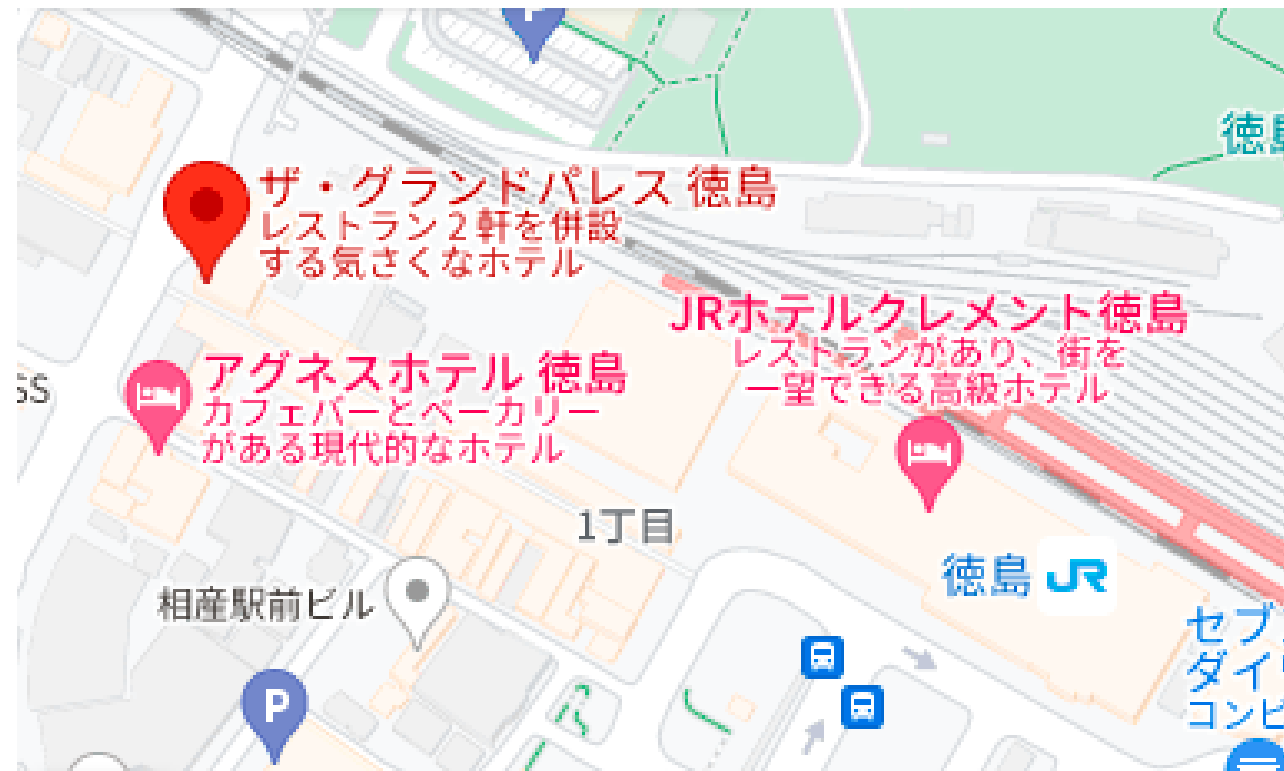 P
徳島
ザ・グランドパレス 徳島
レストラン2軒を併設
する気さくなホテル
JRホテルクレメント徳島
レストランがあり、街を
一望できる高級ホテル
SS
アグネスホテル 徳島
カフェバーとベーカリー
がある現代的なホテル
1丁目
徳島 JR
相産駅前ビル
セブ
ダイ
コンビ
P